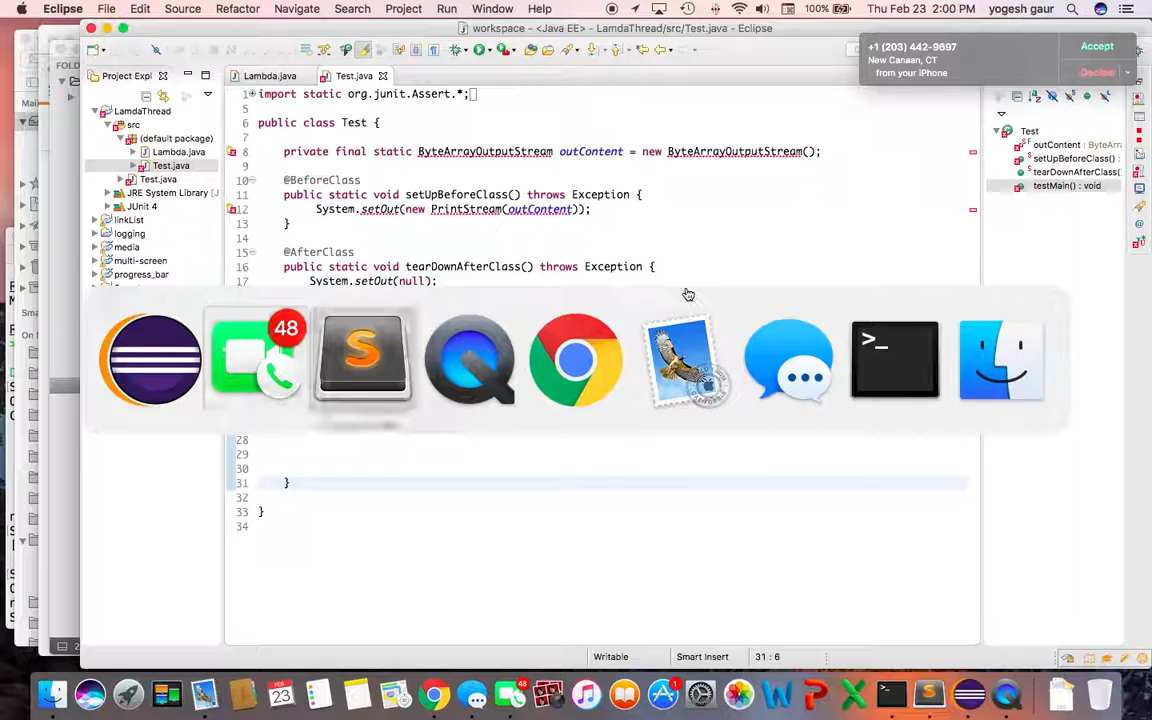 Eclipse File Edit Source Refactor Navigate Search Project Run Window Help 100% Thu Feb 23 2:00 PM yogesh gaur
workspace - <Java EE> - LamdaThread/src/Test.java - Eclipse
+1 (203) 442-9697 Accept
New Canaan, CT
from your iPhone Decline
FOLD
Project Expl Lambda.java Test.java
Mai
LamdaThread
src
(default package)
Lambda.java
Test.java
Test.java
JRE System Library [
JUnit 4
linkList
logging
media
multi-screen
progress_bar
1 import static org.junit.Assert.*;
5
6 public class Test {
7
8 private final static ByteArrayOutputStream outContent = new ByteArrayOutputStream();
9
10 @BeforeClass
11 public static void setUpBeforeClass() throws Exception {
12 System.setOut(new PrintStream(outContent));
13 }
14
15 @AfterClass
16 public static void tearDownAfterClass() throws Exception {
17 System.setOut(null);
Test
outContent : ByteArra
setUpBeforeClass() :
tearDownAfterClass()
testMain() : void
48
S
>_
28
29
30
31 }
32
33 }
34
Writable Smart Insert 31 : 6
FEB
23
48
1